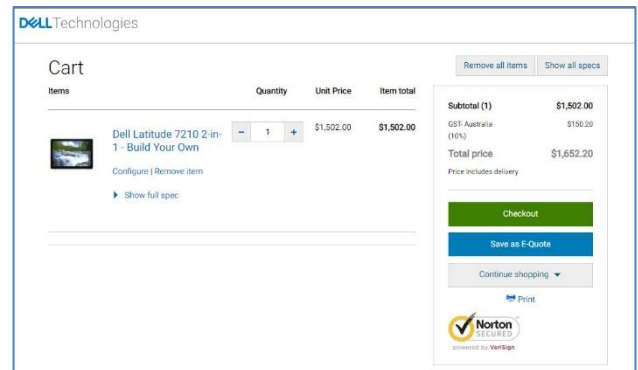 DELLTechnologies
Cart
Remove all items Show all specs
Items Quantity Unit Price Item total
Dell Latitude 7210 2-in-
1 - Build Your Own
- 1 + $1,502.00 $1,502.00
Configure | Remove item
Show full spec
Subtotal (1) $1,502.00
GST- Australia
(10%)
$150.20
Total price $1,652.20
Price includes delivery
Checkout
Save as E-Quote
Continue shopping
Print
Norton
SECURED
powered by VeriSign